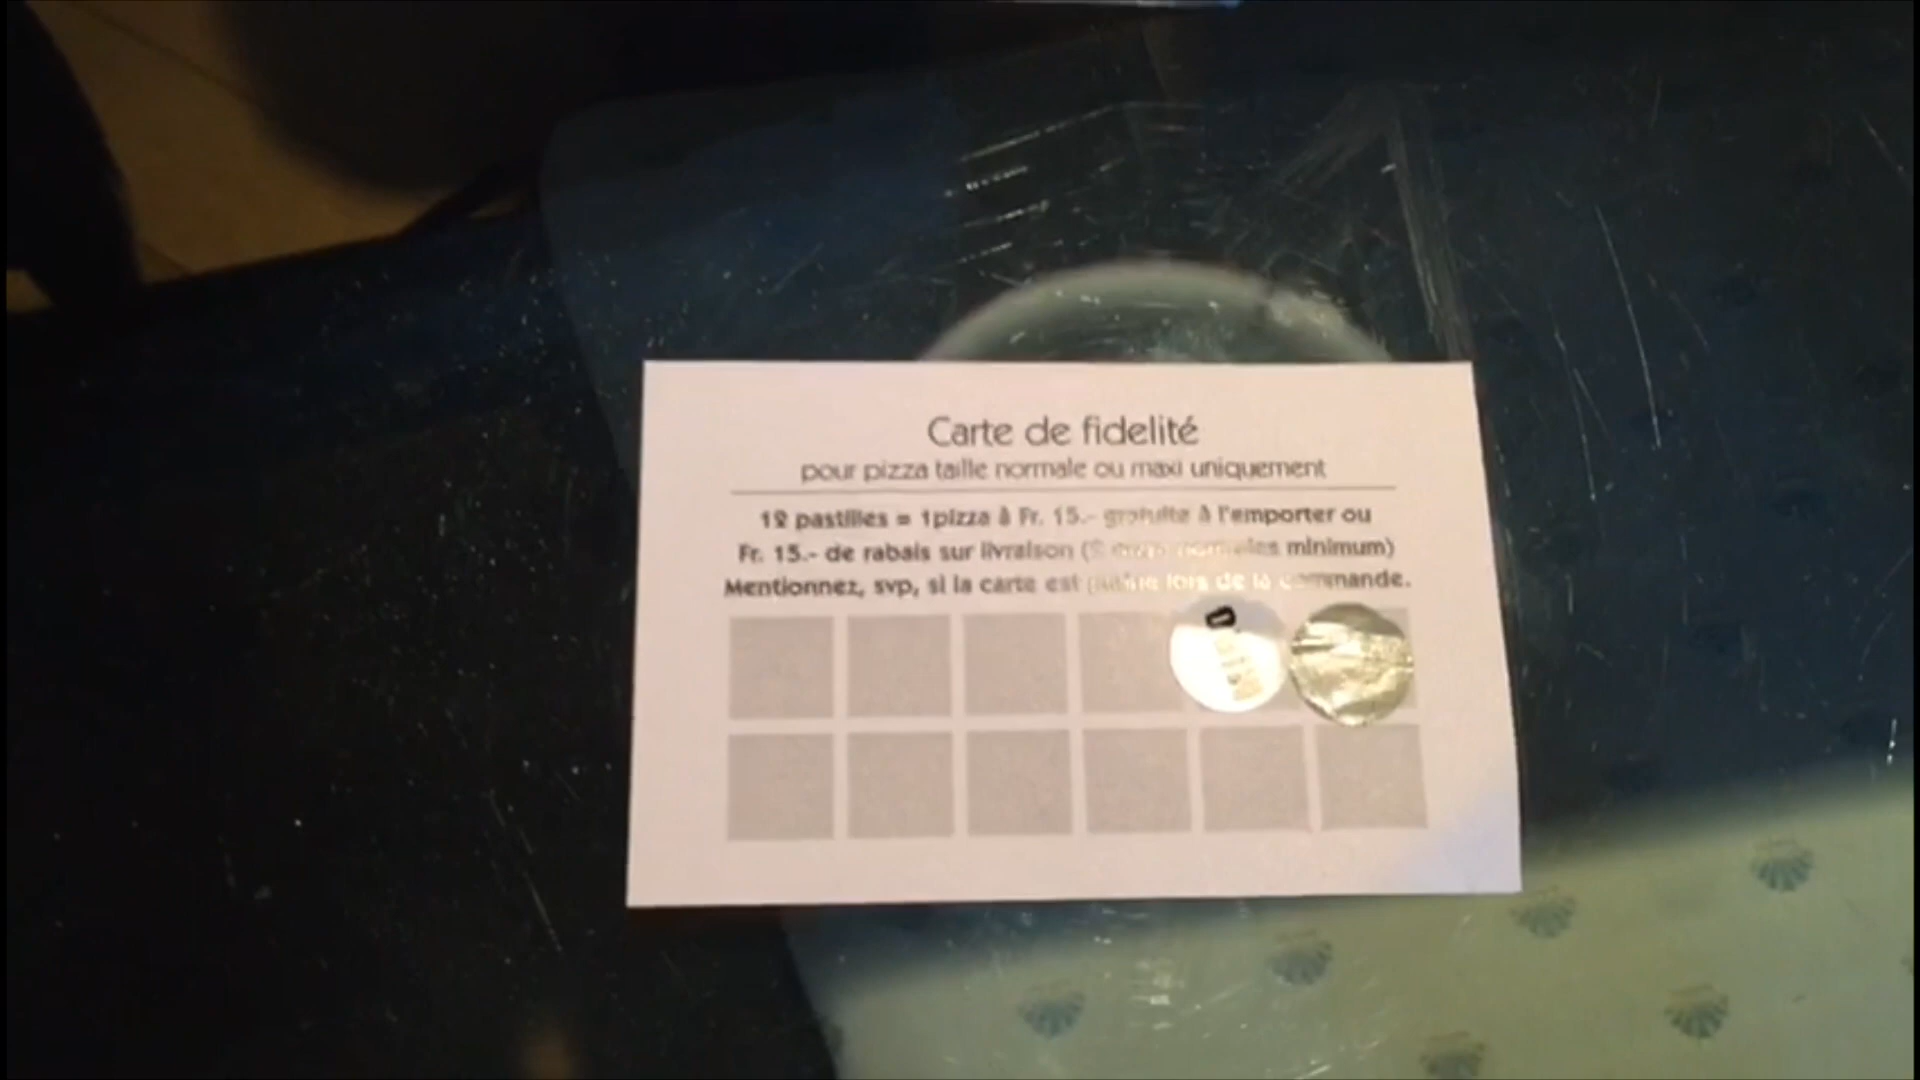 Carte de fidelité
pour pizza taille normale ou maxi uniquement
12 pastilles = 1pizza à Fr. 15.- gratuite à l'emporter ou
Fr. 15.- de rabais sur livraison (2 minimum)
Mentionnez, svp, si la carte est lors de la commande.